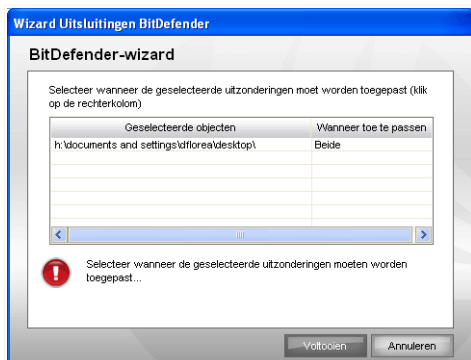 Wizard Uitsluitingen BitDefender
BitDefender-wizard
Selecteer wanneer de geselecteerde uitzonderingen moet worden toegepast (klik
op de rechterkolom)
Geselecteerde objecten Wanneer toe te passen
h:\documents and settings\dflorea\desktop\ Beide
Selecteer wanneer de geselecteerde uitzonderingen moeten worden
toegepast...
Voltooien Annuleren